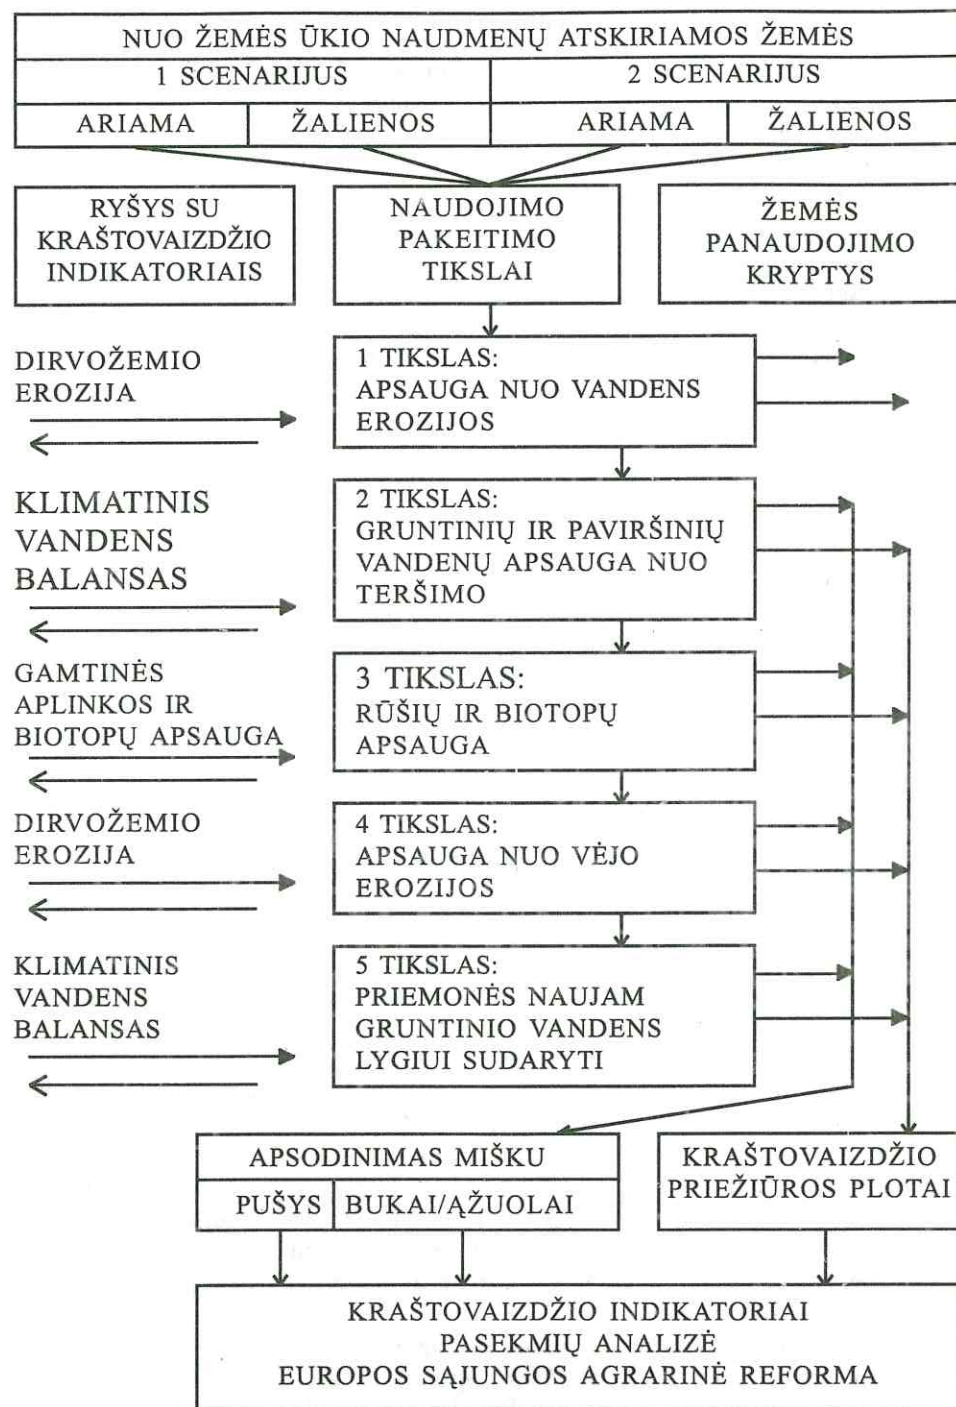 NUO ŽEMĖS ŪKIO NAUDMENŲ ATSKIRIAMOS ŽEMĖS
1 SCENARIJUS
2 SCENARIJUS
ARIAMA
ŽALIENOS
ARIAMA
ŽALIENOS
RYŠYS SU
KRAŠTOVAIZDŽIO
INDIKATORIAIS
NAUDOJIMO
PAKEITIMO
TIKSLAI
ŽEMĖS
PANAUDOJIMO
KRYPTYS
DIRVOŽEMIO
EROZIJA
1 TIKSLAS:
APSAUGA NUO VANDENS
EROZIJOS
KLIMATINIS
VANDENS
BALANSAS
2 TIKSLAS:
GRUNTINIŲ IR PAVIRŠINIŲ
VANDENŲ APSAUGA NUO
TERŠIMO
GAMTINĖS
APLINKOS IR
BIOTOPŲ APSAUGA
3 TIKSLAS:
RŪŠIŲ IR BIOTOPŲ
APSAUGA
DIRVOŽEMIO
EROZIJA
4 TIKSLAS:
APSAUGA NUO VĖJO
EROZIJOS
KLIMATINIS
VANDENS
BALANSAS
5 TIKSLAS:
PRIEMONĖS NAUJAM
GRUNTINIO VANDENS
LYGIUI SUDARYTI
APSODINIMAS MIŠKU
PUŠYS
BUKAI/ĄŽUOLAI
KRAŠTOVAIZDŽIO
PRIEŽIŪROS PLOTAI
KRAŠTOVAIZDŽIO INDIKATORIAI
PASEKMIŲ ANALIZĖ
EUROPOS SĄJUNGOS AGRARINĖ REFORMA